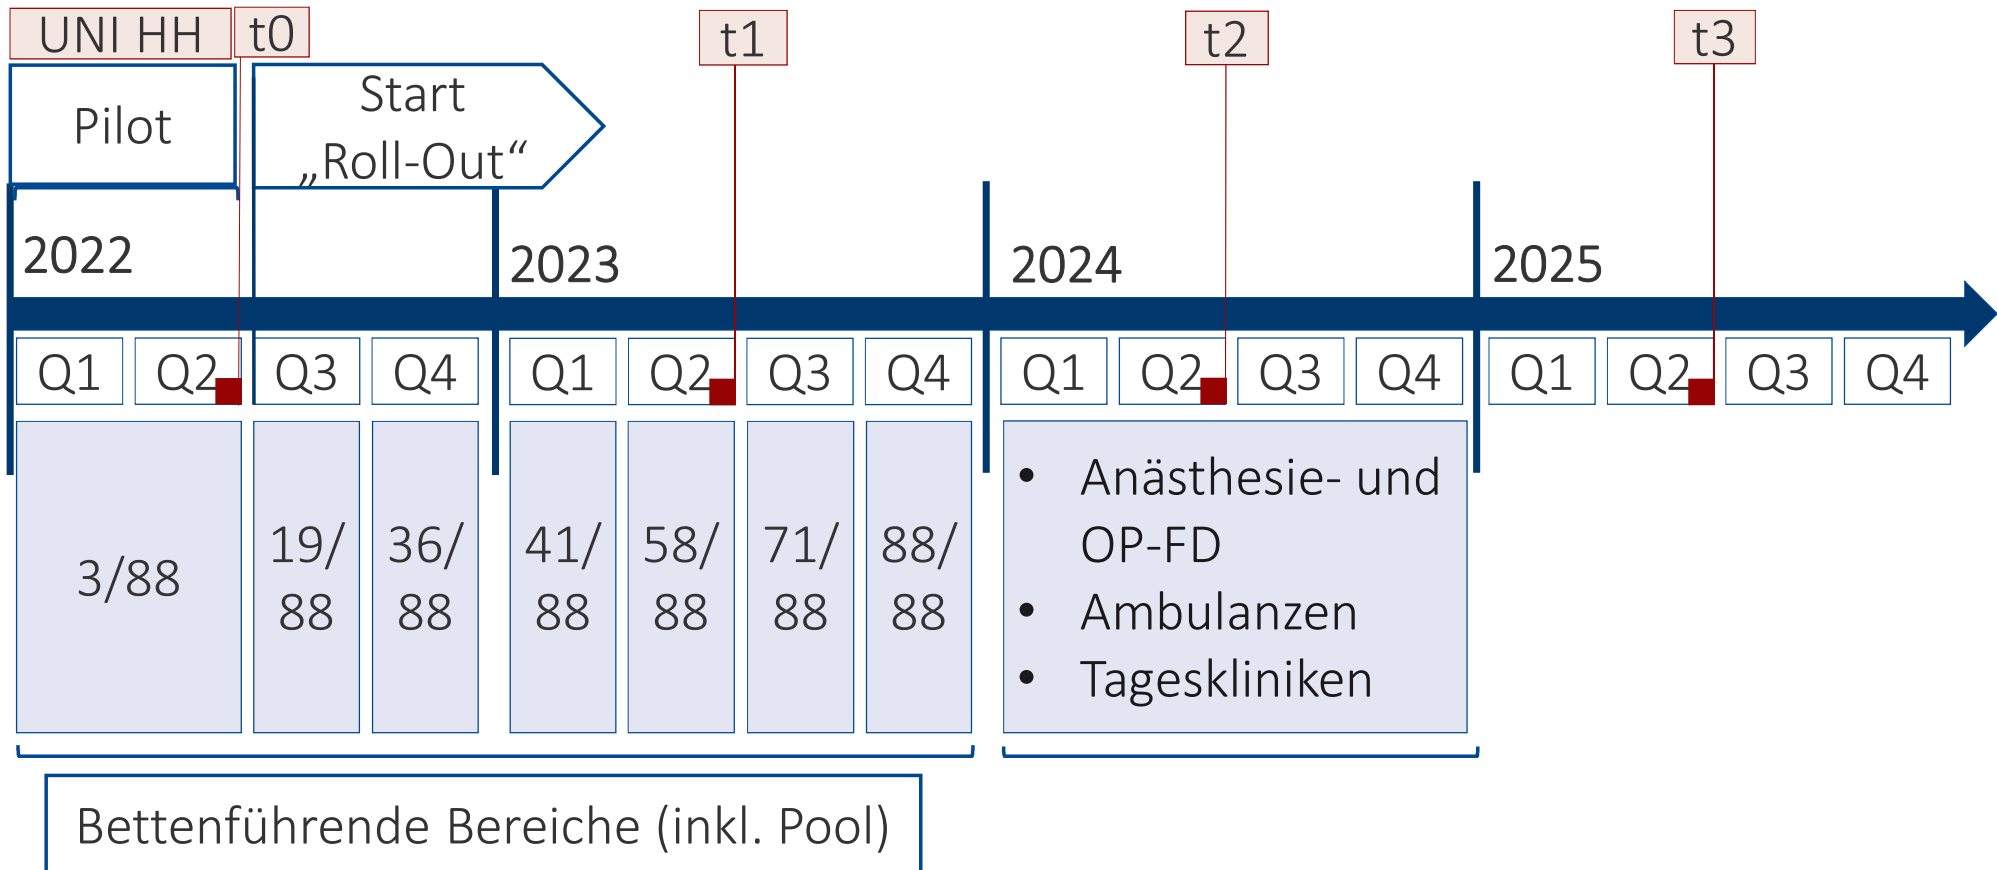 UNI HH
t0
t1
t2
t3
Pilot
Start
„Roll-Out“
2022
2023
2024
2025
Q1
Q2
Q3
Q4
Q1
Q2
Q3
Q4
Q1
Q2
Q3
Q4
Q1
Q2
Q3
Q4
3/88
19/
88
36/
88
41/
88
58/
88
71/
88
88/
88
• Anästhesie- und
OP-FD
• Ambulanzen
• Tageskliniken
Bettenführende Bereiche (inkl. Pool)